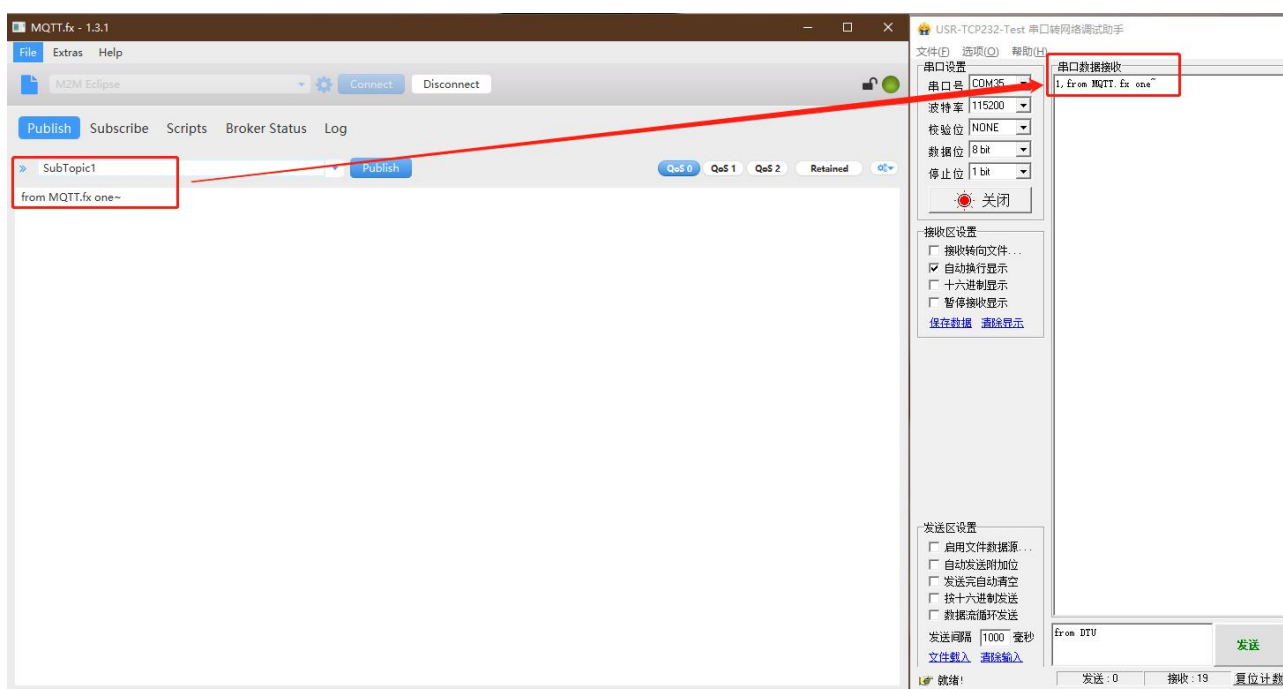 MQTT.fx - 1.3.1
File Extras Help
M2M Eclipse Connect Disconnect
Publish Subscribe Scripts Broker Status Log
SubTopic1 Publish QoS 0 QoS 1 QoS 2 Retained
from MQTT.fx one~
USR-TCP232-Test 串口转网络调试助手
文件(F) 选项(O) 帮助(H)
串口设置
串口号 COM35
波特率 115200
校验位 NONE
数据位 8 bit
停止位 1 bit
关闭
接收区设置
接收转向文件...
自动换行显示
十六进制显示
暂停接收显示
保存数据 清除显示
串口数据接收
1,from MQTT.fx one~
发送区设置
启用文件数据源...
自动发送附加位
发送完自动清空
按十六进制发送
数据流循环发送
发送间隔 1000 毫秒
文件载入 清除输入
from DTU
发送
就绪!
发送:0 接收:19 复位计数